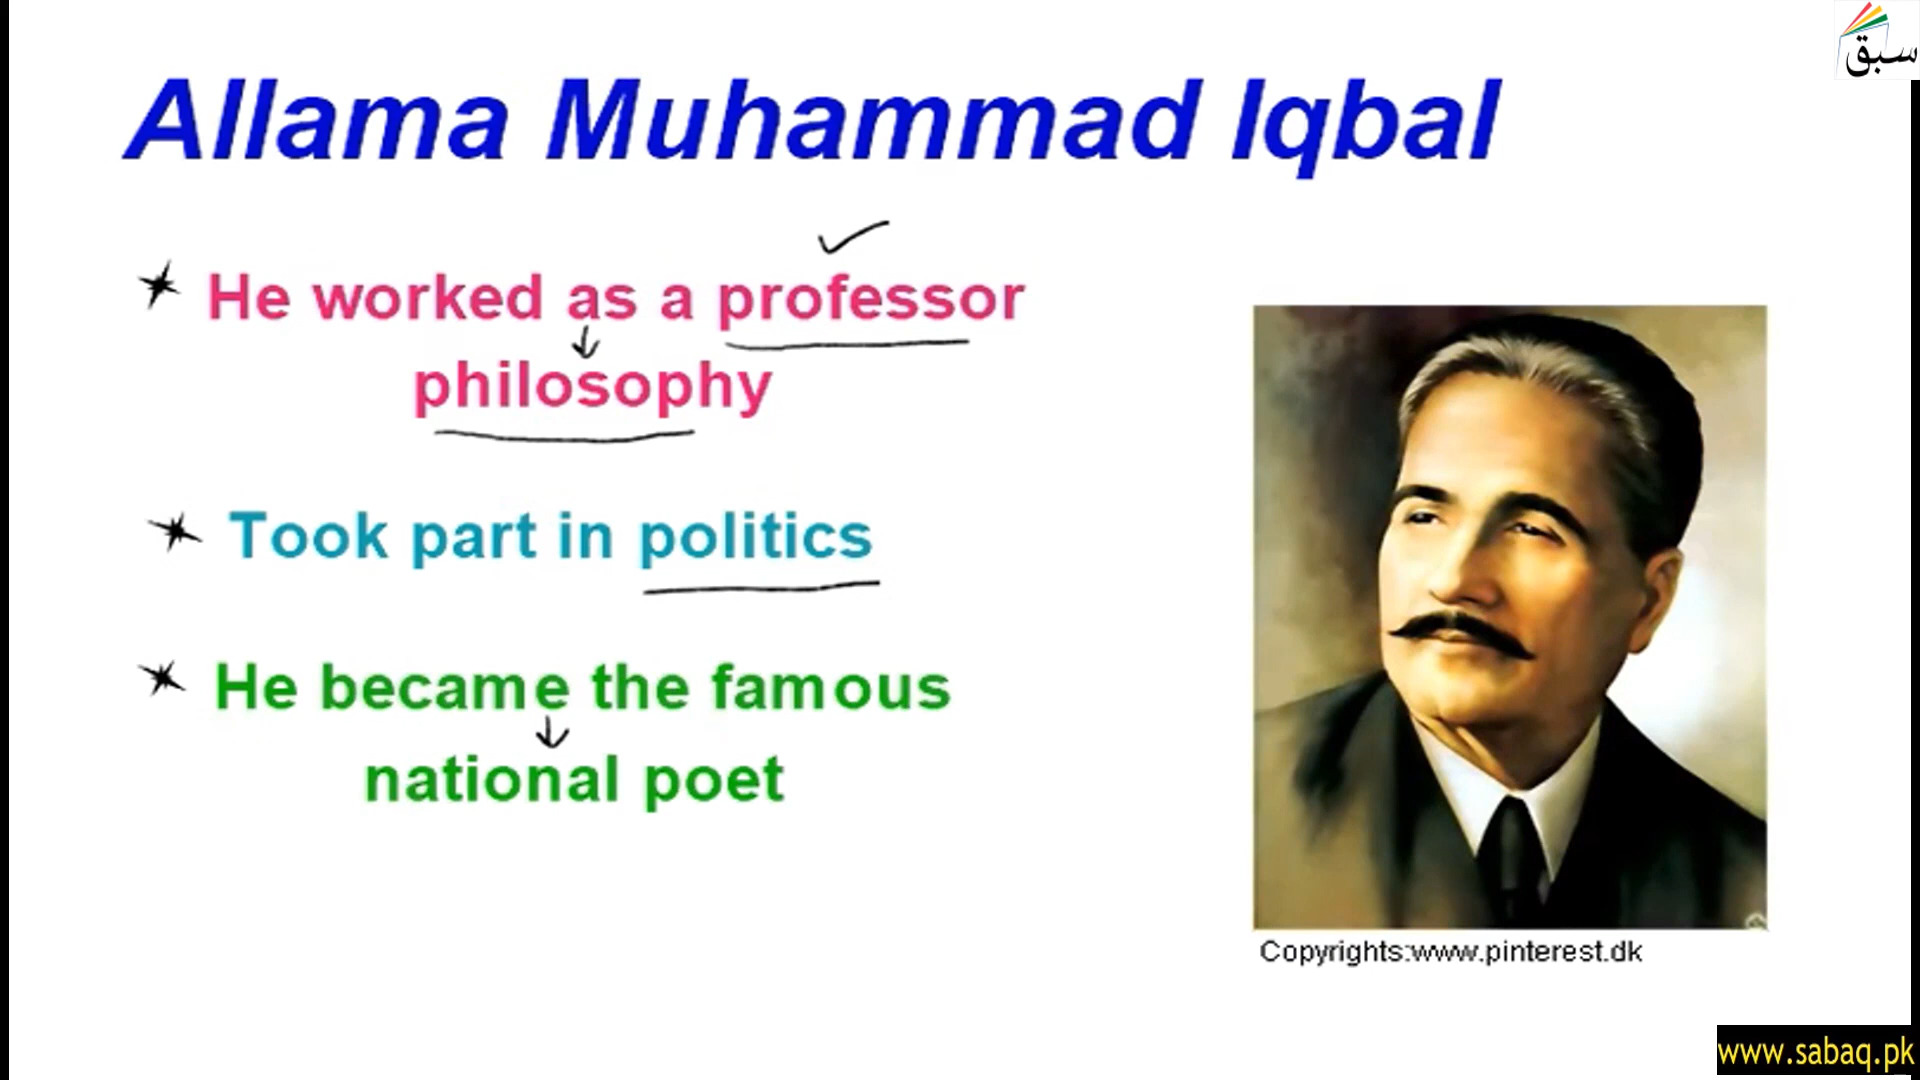 سبق
Allama Muhammad Iqbal
He worked as a professor
philosophy
Took part in politics
He became the famous
national poet
Copyrights:www.pinterest.dk
www.sabaq.pk